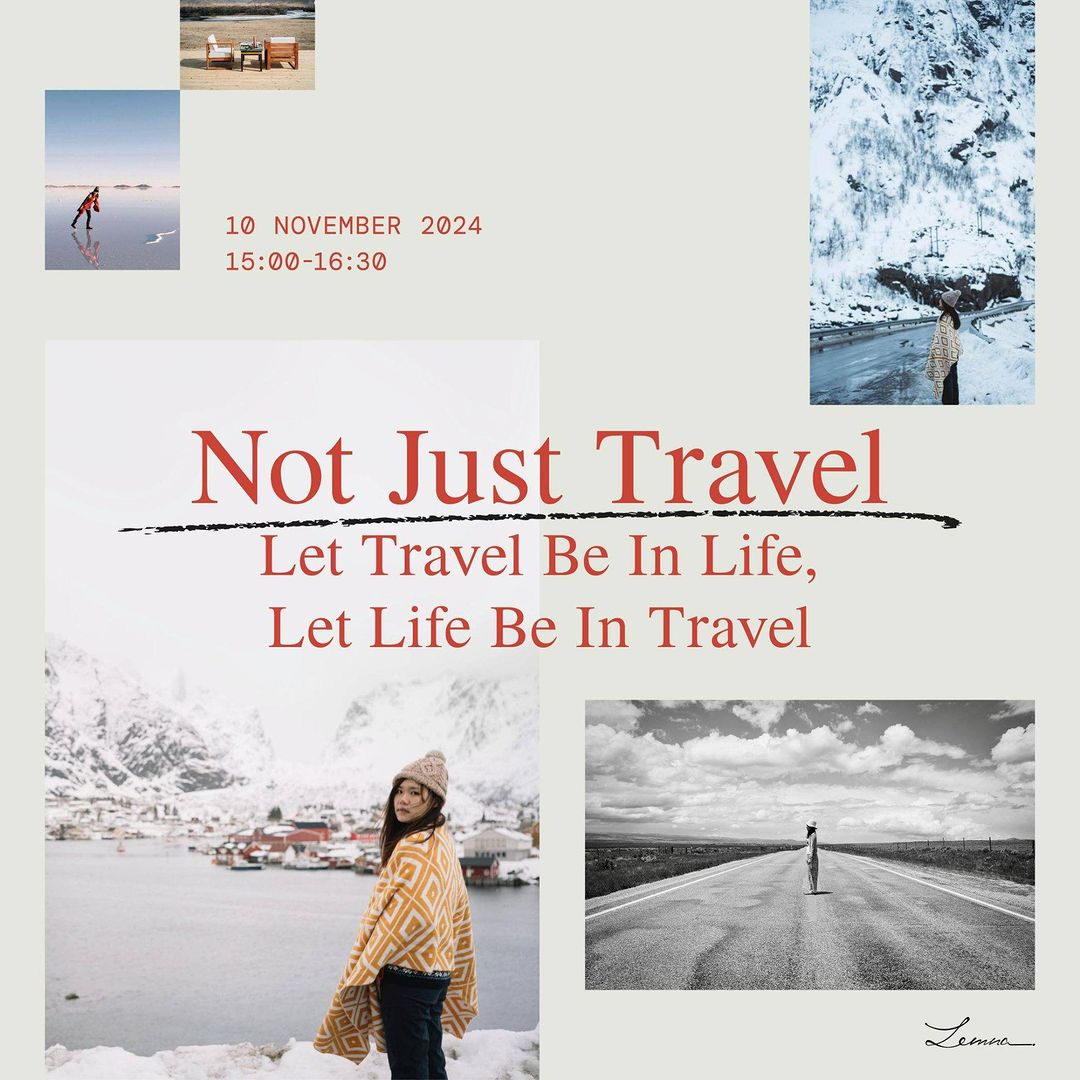 10 NOVEMBER 2024
15:00-16:30
Not Just Travel
Let Travel Be In Life,
Let Life Be In Travel